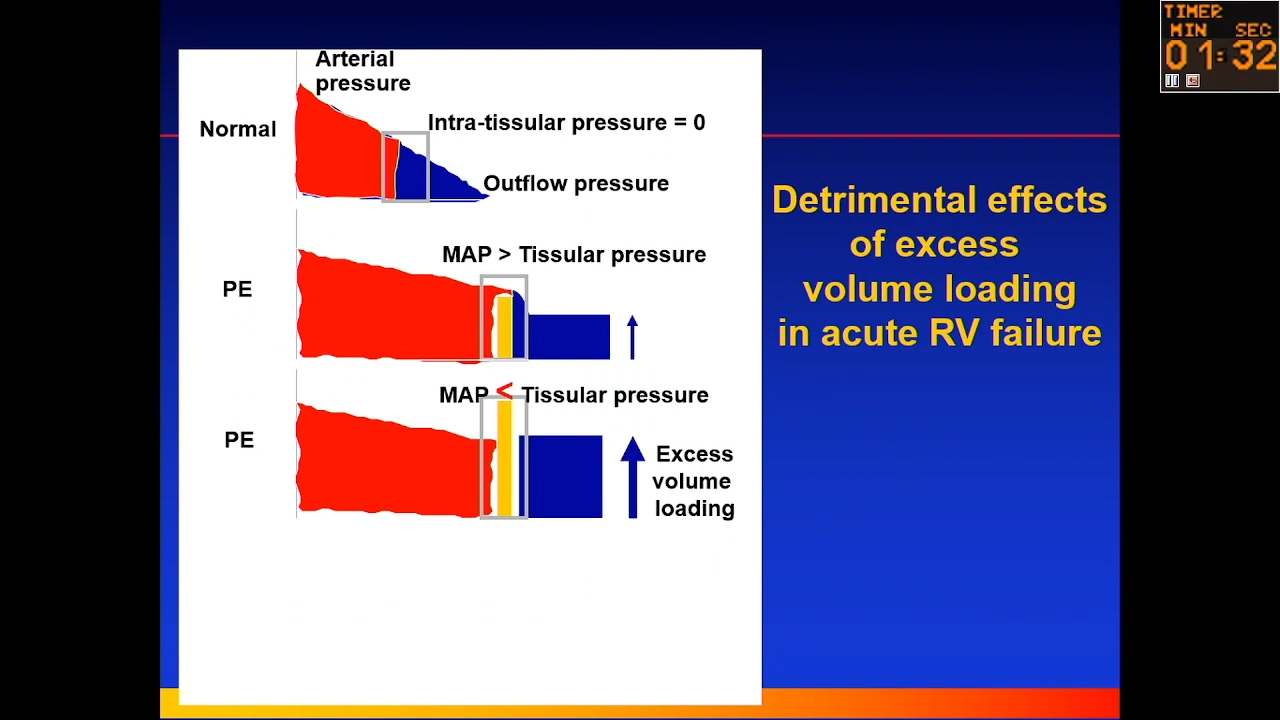 TIMER
MIN SEC
01:32
Arterial
pressure
Normal
Intra-tissular pressure = 0
Outflow pressure
MAP > Tissular pressure
PE
MAP < Tissular pressure
PE
Excess
volume
loading
Detrimental effects
of excess
volume loading
in acute RV failure